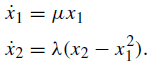 ẋ1 = μx1
ẋ2 = λ(x2 − x₁²).